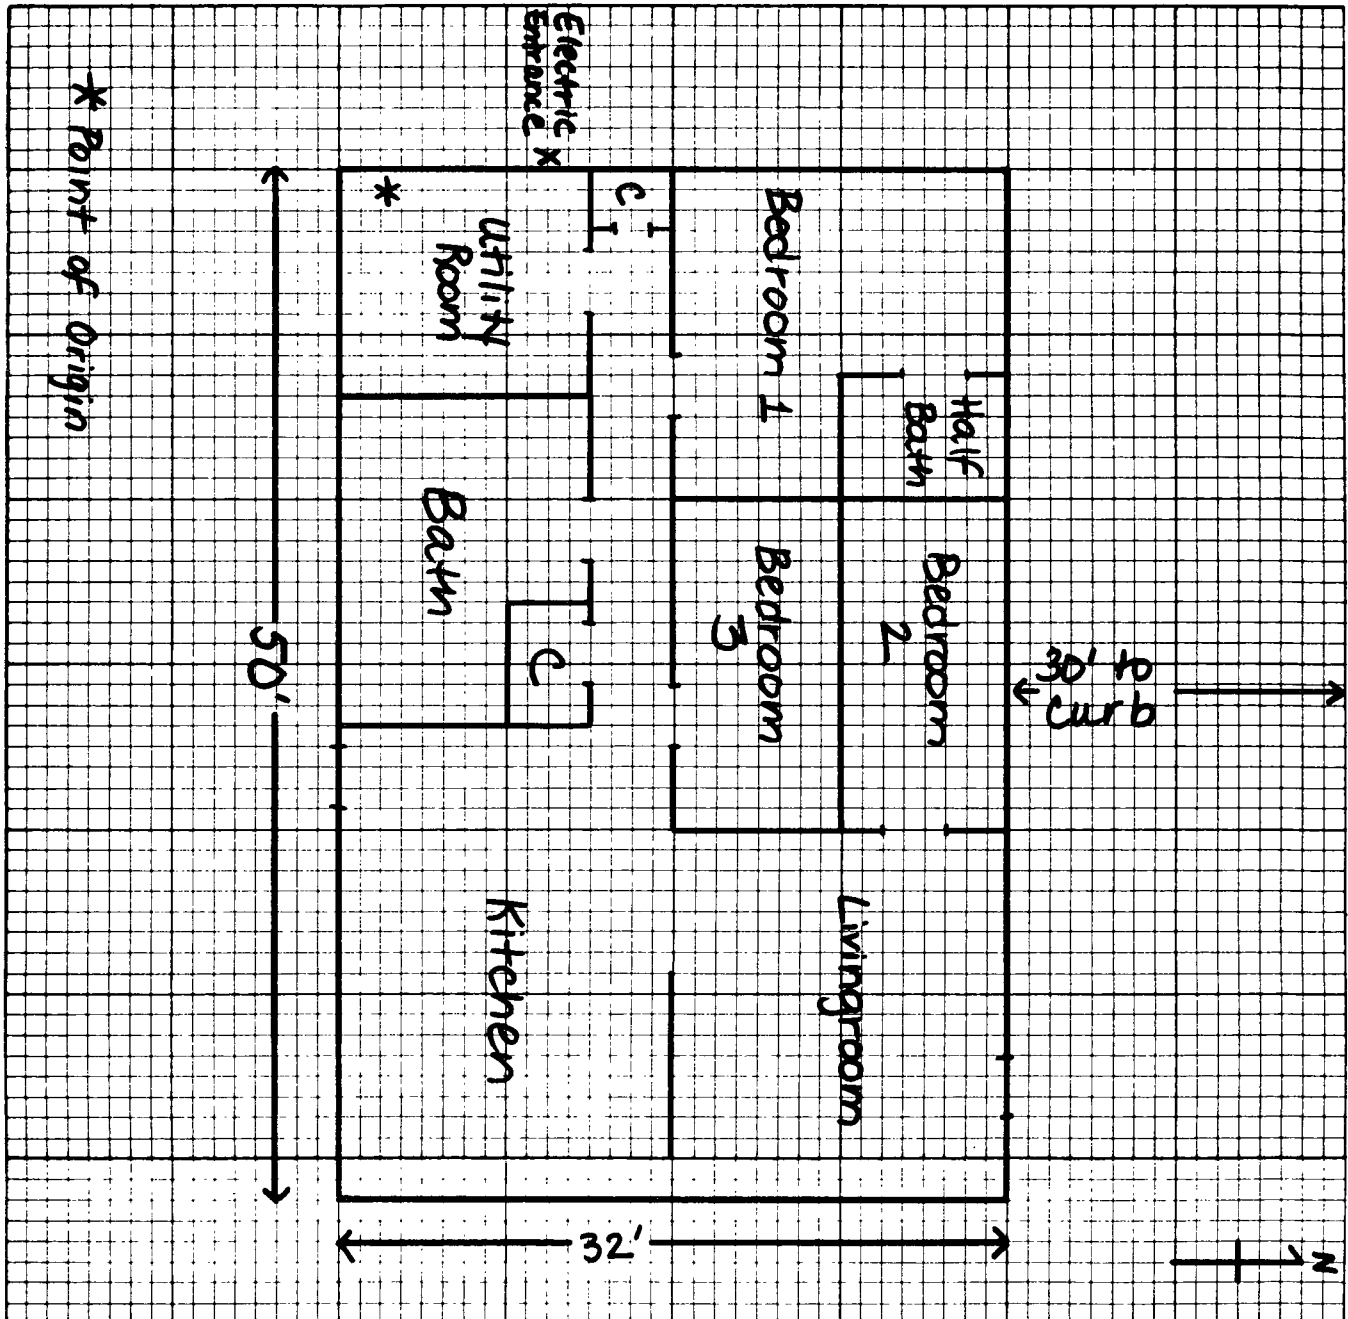 N
30' to
curb
Half
Bath
Bedroom
2
Livingroom
Bedroom 1
Bedroom
3
32'
Electric
Entrance X
C
C
Utility
Room
*
Bath
Kitchen
50'
* Point of Origin